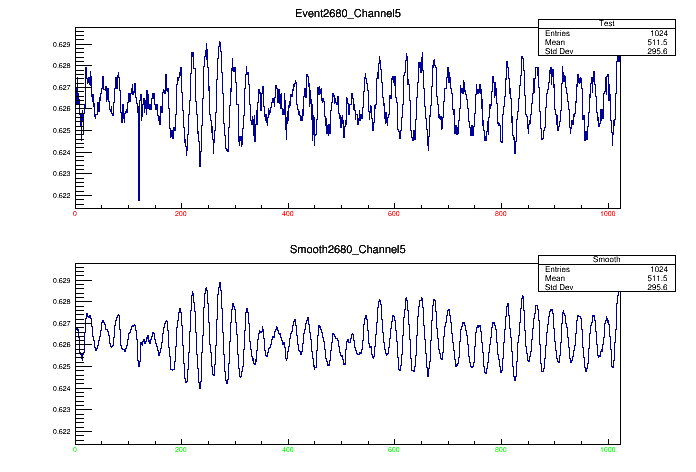 Event2680_Channel5
Test
Entries 1024
Mean 511.5
Std Dev 295.6
0.629
0.628
0.627
0.626
0.625
0.624
0.623
0.622
0 200 400 600 800 1000
Smooth2680_Channel5
Smooth
Entries 1024
Mean 511.5
Std Dev 295.6
0.629
0.628
0.627
0.626
0.625
0.624
0.623
0.622
0 200 400 600 800 1000